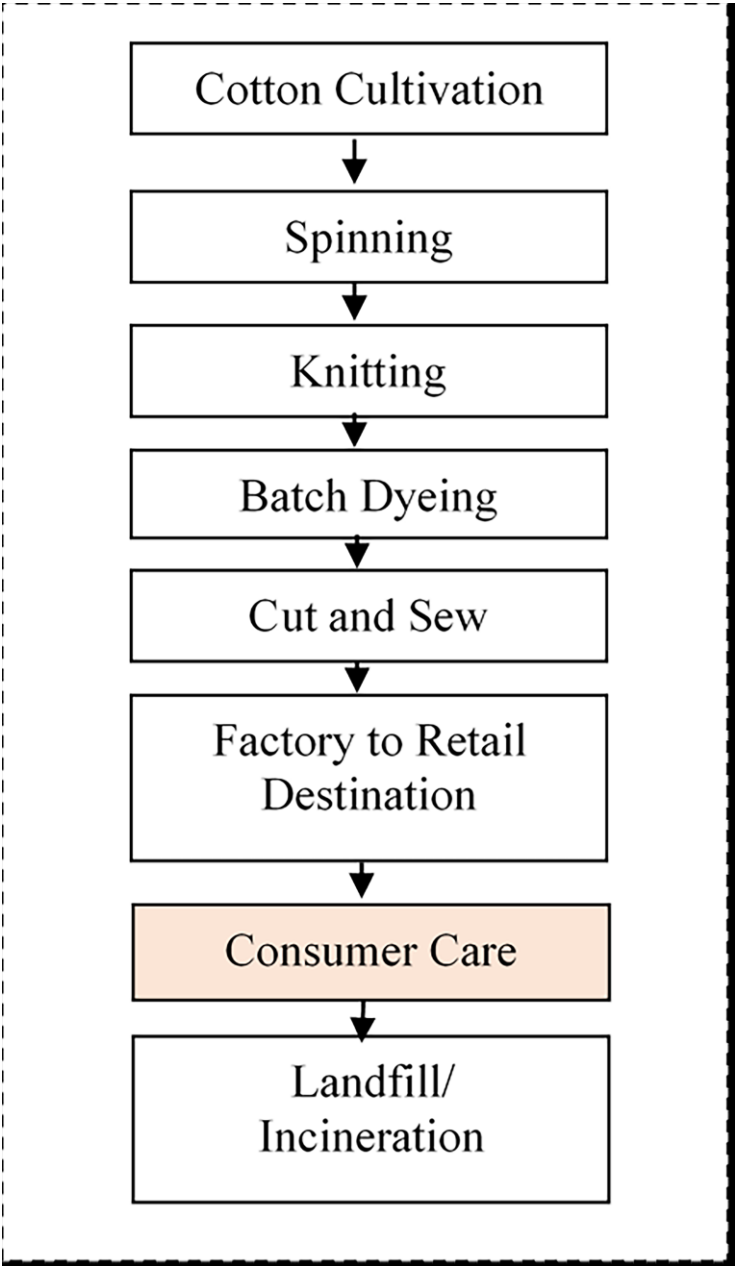 Cotton Cultivation
Spinning
Knitting
Batch Dyeing
Cut and Sew
Factory to Retail
Destination
Consumer Care
Landfill/
Incineration